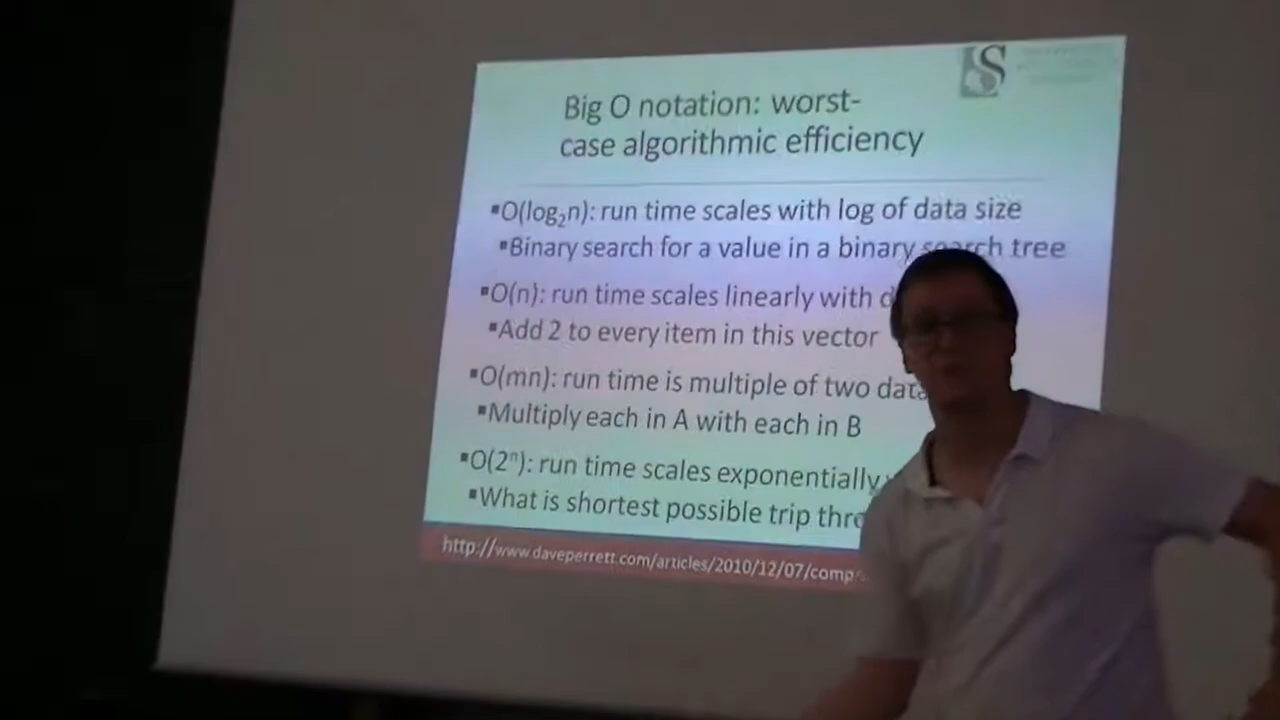 S
Big O notation: worst-
case algorithmic efficiency
▪O(log₂n): run time scales with log of data size
▪Binary search for a value in a binary search tree
▪O(n): run time scales linearly with
▪Add 2 to every item in this vector
▪O(mn): run time is multiple of two data
▪Multiply each in A with each in B
▪O(2ⁿ): run time scales exponentially
▪What is shortest possible trip
http://www.daveperrett.com/articles/2010/12/07/comp